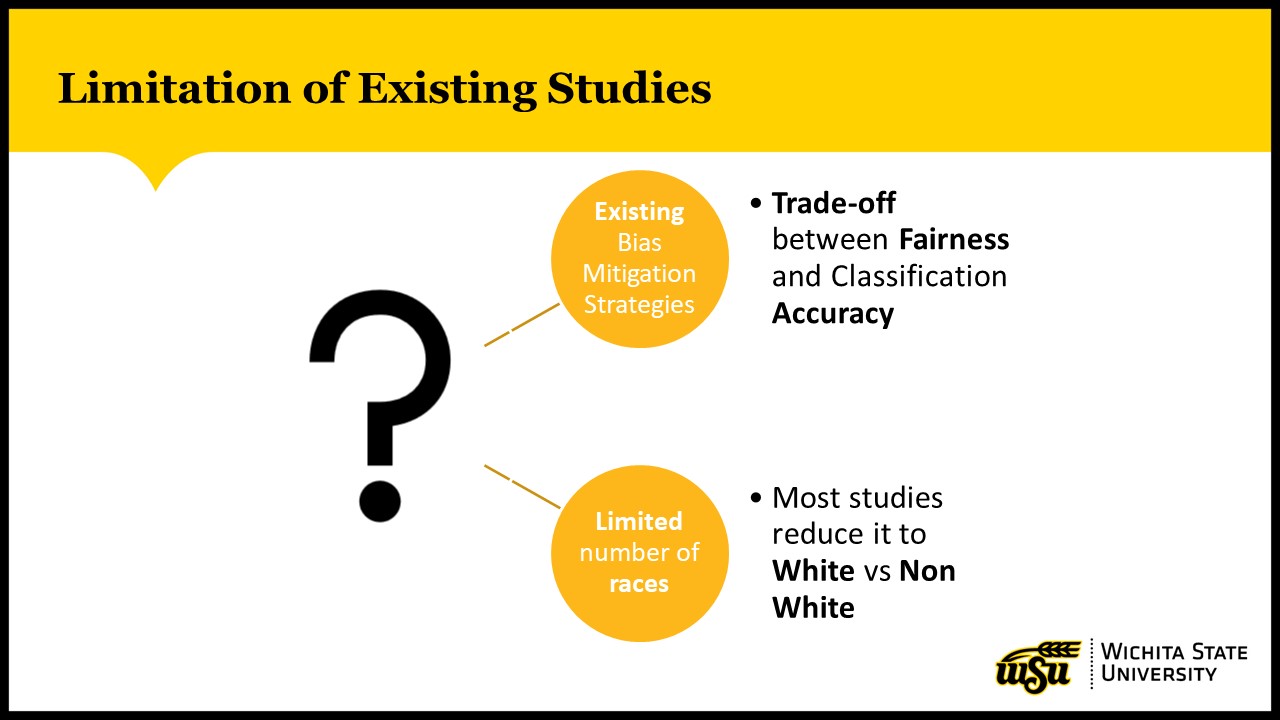 Limitation of Existing Studies
Existing
Bias
Mitigation
Strategies
• Trade-off
between Fairness
and Classification
Accuracy
?
Limited
number of
races
• Most studies
reduce it to
White vs Non
White
WSU
WICHITA STATE
UNIVERSITY